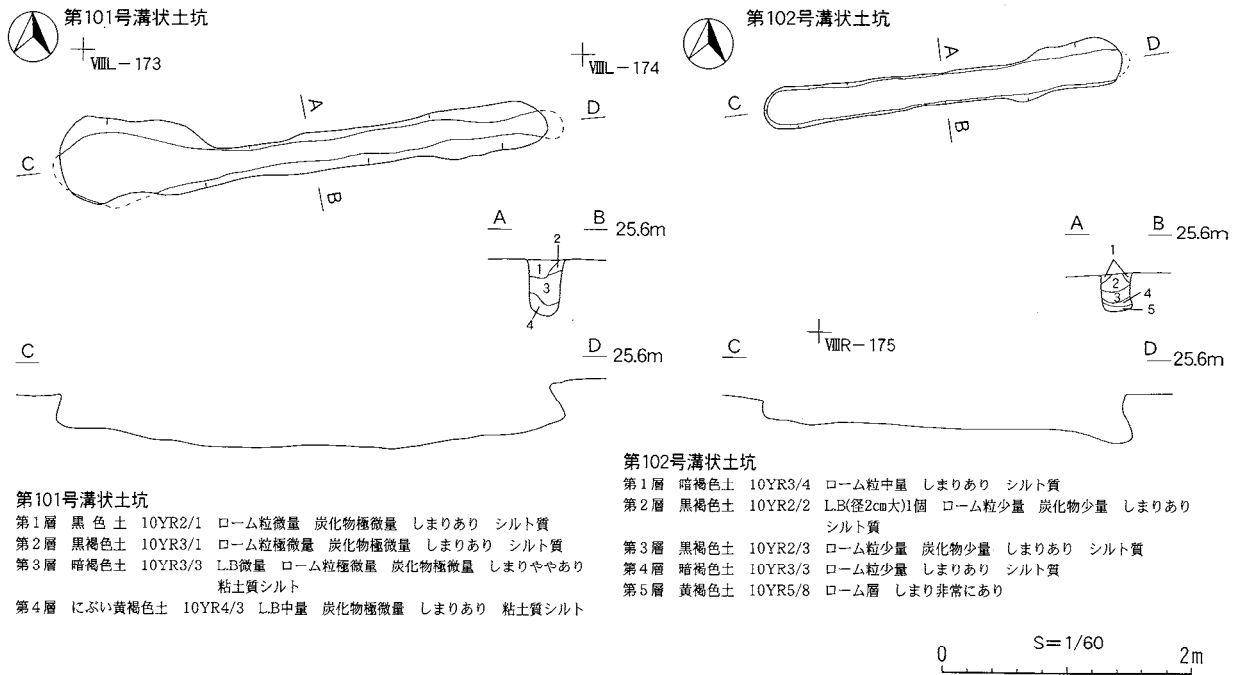 第101号溝状土坑
ⅧL-173
ⅧL-174
A
B
C
D
A
B
25.6m
1
2
3
4
C
D
25.6m
第101号溝状土坑
第1層 黒色土 10YR2/1 ローム粒微量 炭化物極微量 しまりあり シルト質
第2層 黒褐色土 10YR3/1 ローム粒極微量 炭化物極微量 しまりあり シルト質
第3層 暗褐色土 10YR3/3 L.B微量 ローム粒極微量 炭化物極微量 しまりややあり
粘土質シルト
第4層 にぶい黄褐色土 10YR4/3 L.B中量 炭化物極微量 しまりあり 粘土質シルト
第102号溝状土坑
A
B
C
D
A
B
25.6m
1
2
3
4
5
ⅧR-175
C
D
25.6m
第102号溝状土坑
第1層 暗褐色土 10YR3/4 ローム粒中量 しまりあり シルト質
第2層 黒褐色土 10YR2/2 L.B(径2cm大)1個 ローム粒少量 炭化物少量 しまりあり
シルト質
第3層 黒褐色土 10YR2/3 ローム粒少量 炭化物少量 しまりあり シルト質
第4層 暗褐色土 10YR3/3 ローム粒少量 しまりあり シルト質
第5層 黄褐色土 10YR5/8 ローム層 しまり非常にあり
S=1/60
0 2m